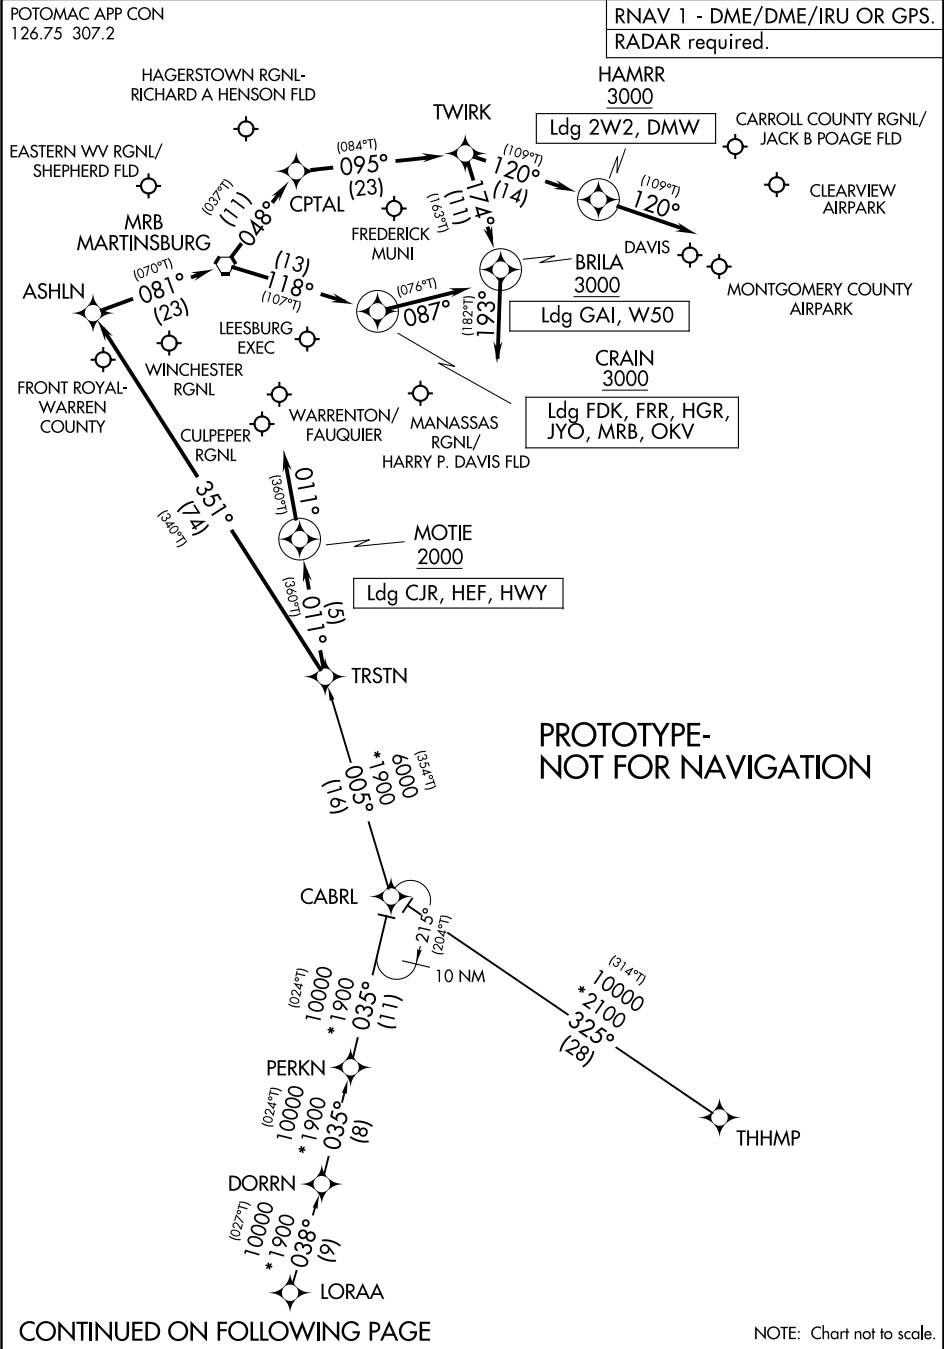 POTOMAC APP CON
126.75 307.2
RNAV 1 - DME/DME/IRU OR GPS.
RADAR required.
HAGERSTOWN RGNL-
RICHARD A HENSON FLD
TWIRK
HAMRR
3000
Ldg 2W2, DMW
CARROLL COUNTY RGNL/
JACK B POAGE FLD
EASTERN WV RGNL/
SHEPHERD FLD
(084°T)
095°
(23)
(109°T)
120°
(14)
(109°T)
120°
CLEARVIEW
AIRPARK
(037°T)
(11)
048°
CPTAL
FREDERICK
MUNI
(163°T)
(11)
174°
MRB
MARTINSBURG
DAVIS
MONTGOMERY COUNTY
AIRPARK
ASHLN
(070°T)
081°
(23)
(13)
118°
(107°T)
(076°T)
087°
(182°T)
193°
BRILA
3000
Ldg GAI, W50
LEESBURG
EXEC
WINCHESTER
RGNL
FRONT ROYAL-
WARREN
COUNTY
CRAIN
3000
Ldg FDK, FRR, HGR,
JYO, MRB, OKV
CULPEPER
RGNL
WARRENTON/
FAUQUIER
MANASSAS
RGNL/
HARRY P. DAVIS FLD
351°
(74)
(340°T)
011°
(360°T)
MOTIE
2000
Ldg CJR, HEF, HWY
(5)
011°
(360°T)
TRSTN
PROTOTYPE-
NOT FOR NAVIGATION
(354°T)
6000
*1900
005°
(16)
CABRL
215°
(204°T)
10 NM
(024°T)
10000
*1900
035°
(11)
(314°T)
10000
*2100
325°
(28)
PERKN
THHMP
(024°T)
10000
*1900
035°
(8)
DORRN
(027°T)
10000
*1900
038°
(9)
LORAA
CONTINUED ON FOLLOWING PAGE
NOTE: Chart not to scale.